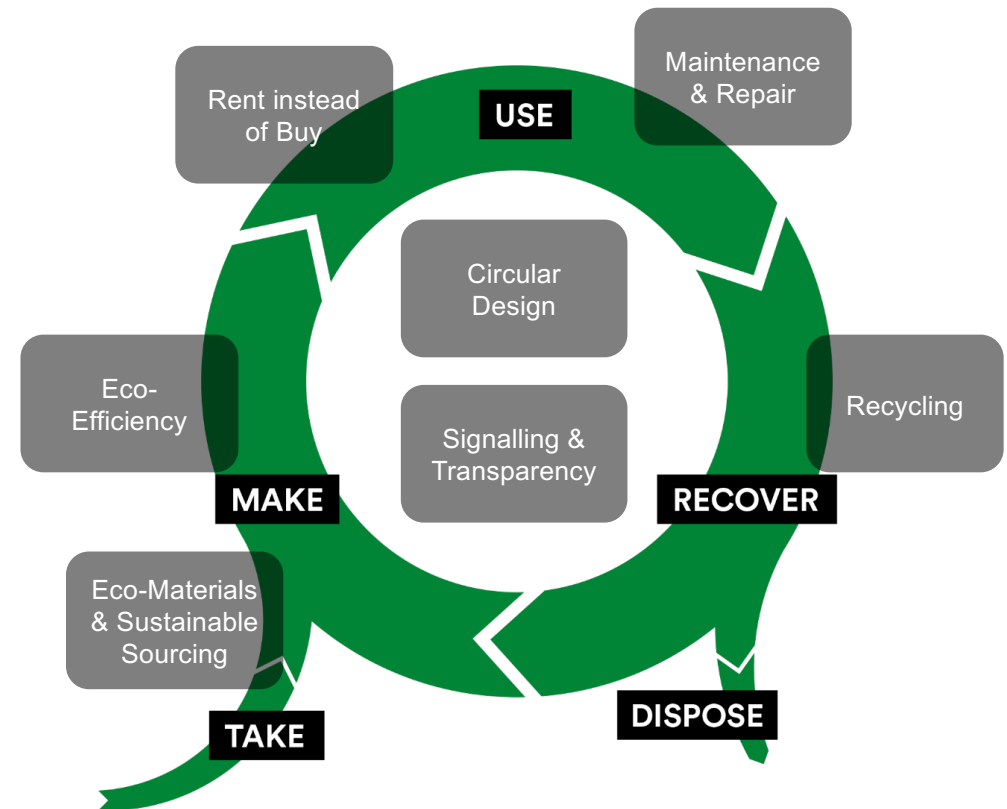 Maintenance
& Repair
Rent instead
of Buy
USE
Circular
Design
Eco-
Efficiency
Recycling
Signalling &
Transparency
MAKE
RECOVER
Eco-Materials
& Sustainable
Sourcing
DISPOSE
TAKE